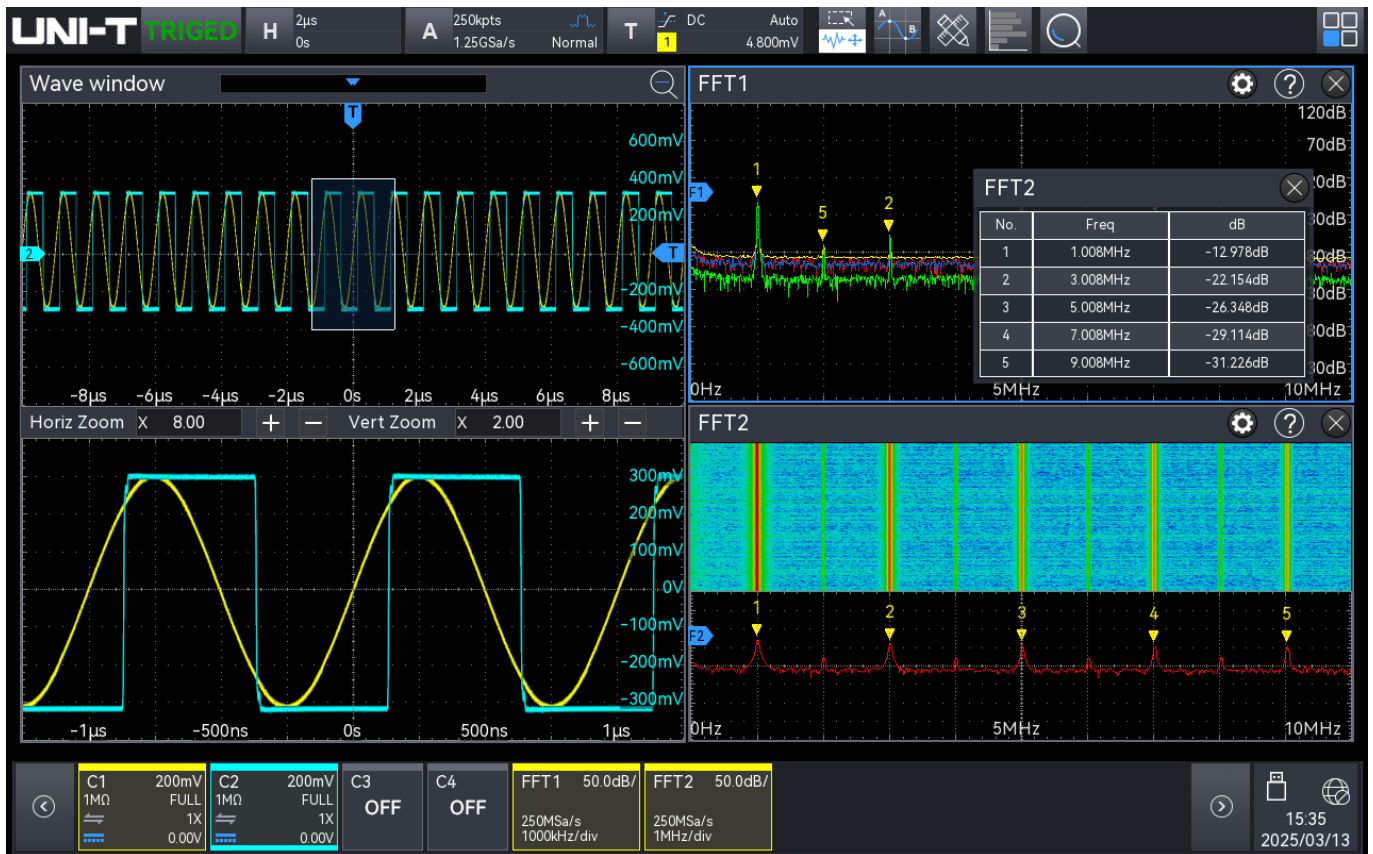 UNI-T TRIGED H 2µs A 250kpts T DC Auto A
0s 1.25GSa/s Normal 1 4.800mV B
Wave window
T
600mV
400mV
200mV
2 T
-200mV
-400mV
-600mV
-8µs -6µs -4µs -2µs 0s 2µs 4µs 6µs 8µs
Horiz Zoom X 8.00 + − Vert Zoom X 2.00 + −
300mV
200mV
100mV
0V
-100mV
-200mV
-300mV
-1µs -500ns 0s 500ns 1µs
FFT1 ?
120dB
70dB
F1 1 5 2
0Hz 5MHz 10MHz
FFT2
No. Freq dB
1 1.008MHz -12.978dB
2 3.008MHz -22.154dB
3 5.008MHz -26.348dB
4 7.008MHz -29.114dB
5 9.008MHz -31.226dB
FFT2 ?
1 2 3 4 5
F2
0Hz 5MHz 10MHz
C1 200mV
1MΩ FULL
1X
0.00V
C2 200mV
1MΩ FULL
1X
0.00V
C3
OFF
C4
OFF
FFT1 50.0dB/
250MSa/s
1000kHz/div
FFT2 50.0dB/
250MSa/s
1MHz/div
15:35
2025/03/13